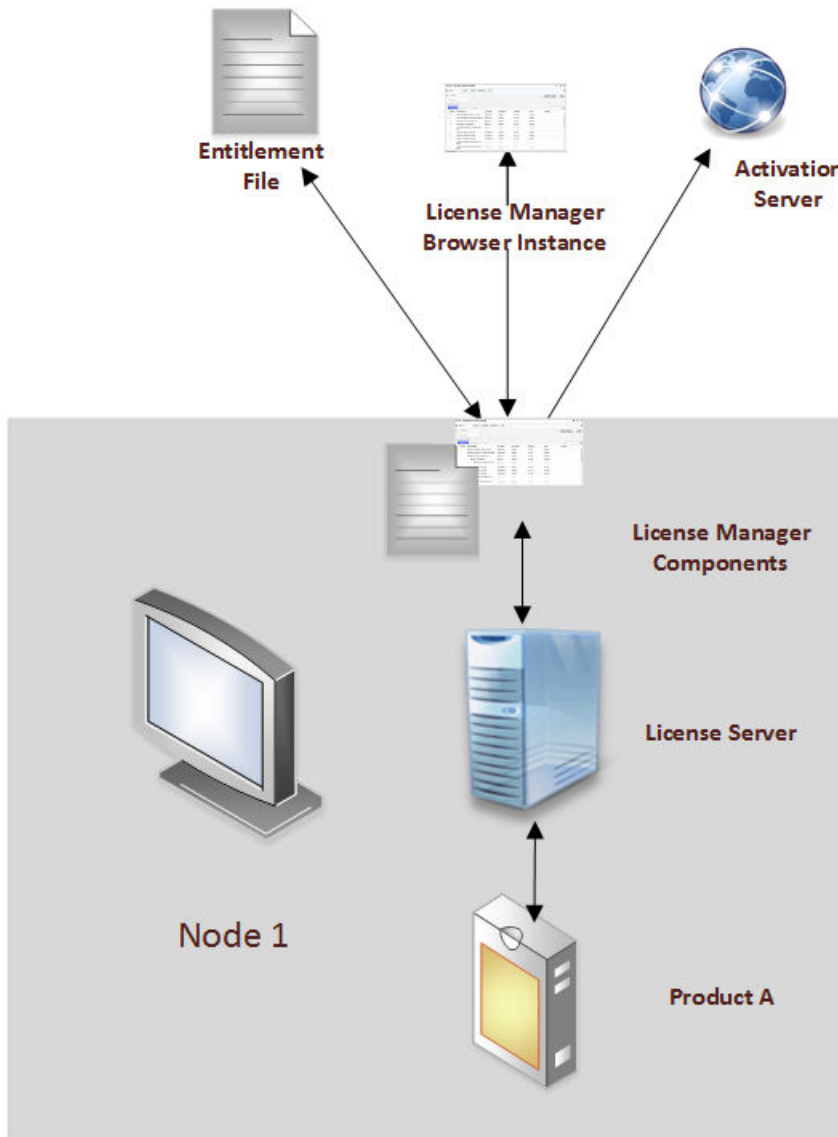 Entitlement
File
License Manager
Browser Instance
Activation
Server
License Manager
Components
License Server
Node 1
Product A